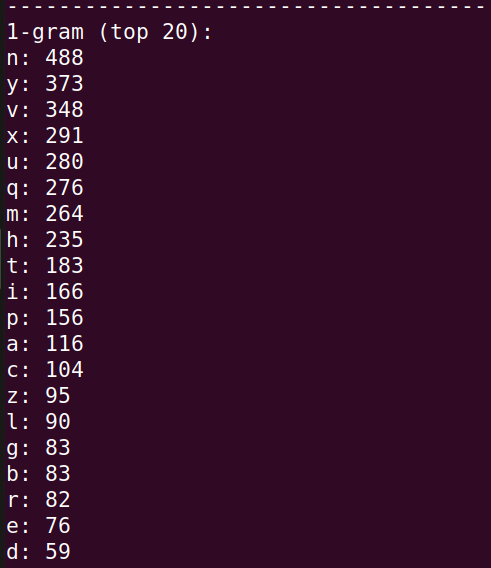 -------------------------------------
1-gram (top 20):
n: 488
y: 373
v: 348
x: 291
u: 280
q: 276
m: 264
h: 235
t: 183
i: 166
p: 156
a: 116
c: 104
z: 95
l: 90
g: 83
b: 83
r: 82
e: 76
d: 59